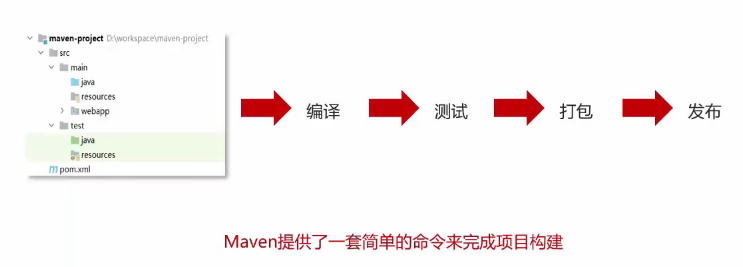 maven-project D:\workspace\maven-project
src
main
java
resources
webapp
test
java
resources
pom.xml
编译 测试 打包 发布
Maven提供了一套简单的命令来完成项目构建